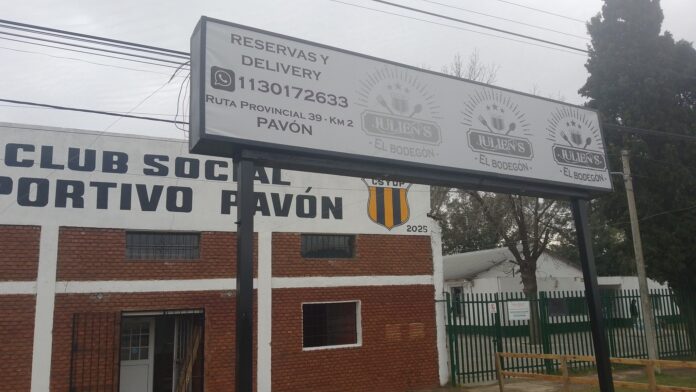 RESERVAS Y
DELIVERY
1130172633
RUTA PROVINCIAL 39 - KM 2
PAVÓN
JULIEN'S
- EL BODEGÓN -
JULIEN'S
- EL BODEGÓN -
JULIEN'S
- EL BODEGÓN -
CLUB SOCIAL
PORTIVO PAVÓN
CSYDP
2025